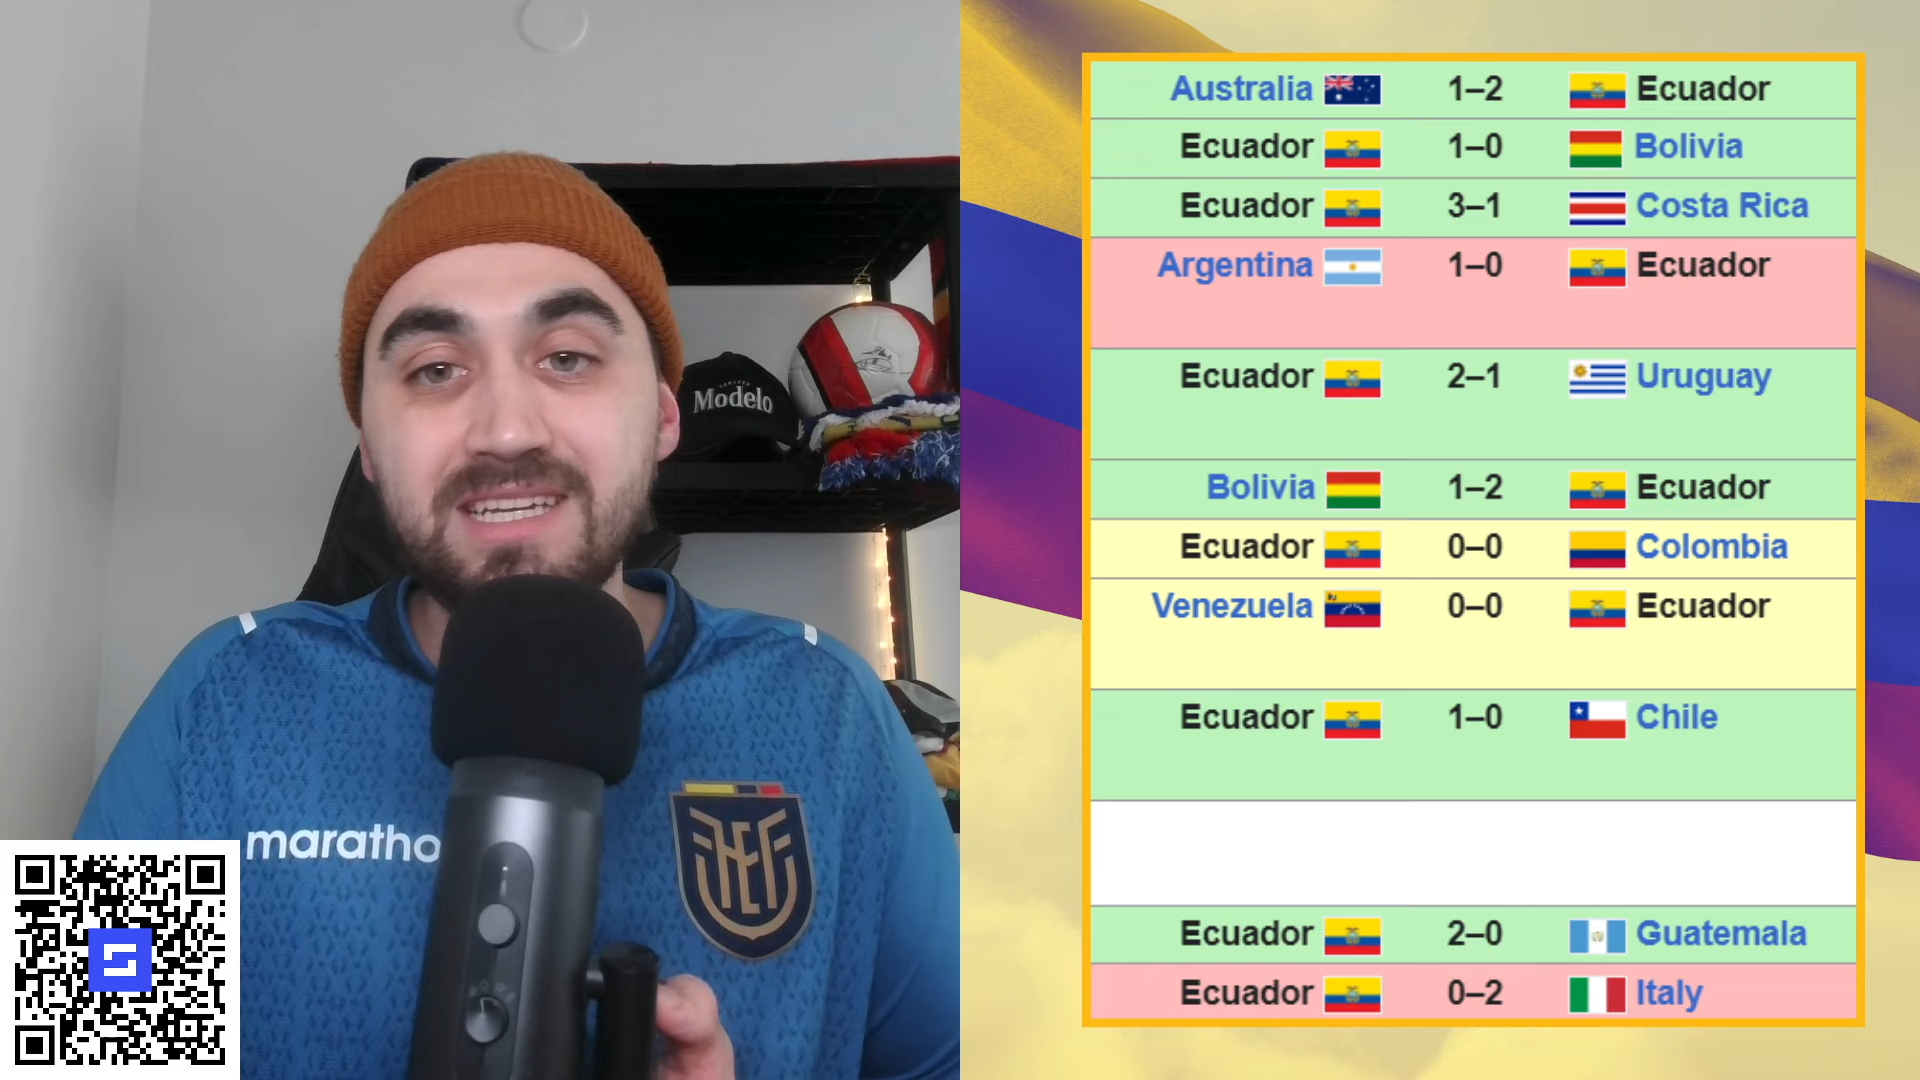 Australia 1–2 Ecuador
Ecuador 1–0 Bolivia
Ecuador 3–1 Costa Rica
Argentina 1–0 Ecuador
Ecuador 2–1 Uruguay
Bolivia 1–2 Ecuador
Ecuador 0–0 Colombia
Venezuela 0–0 Ecuador
Ecuador 1–0 Chile
Ecuador 2–0 Guatemala
Ecuador 0–2 Italy
Modelo
maratho
FEF